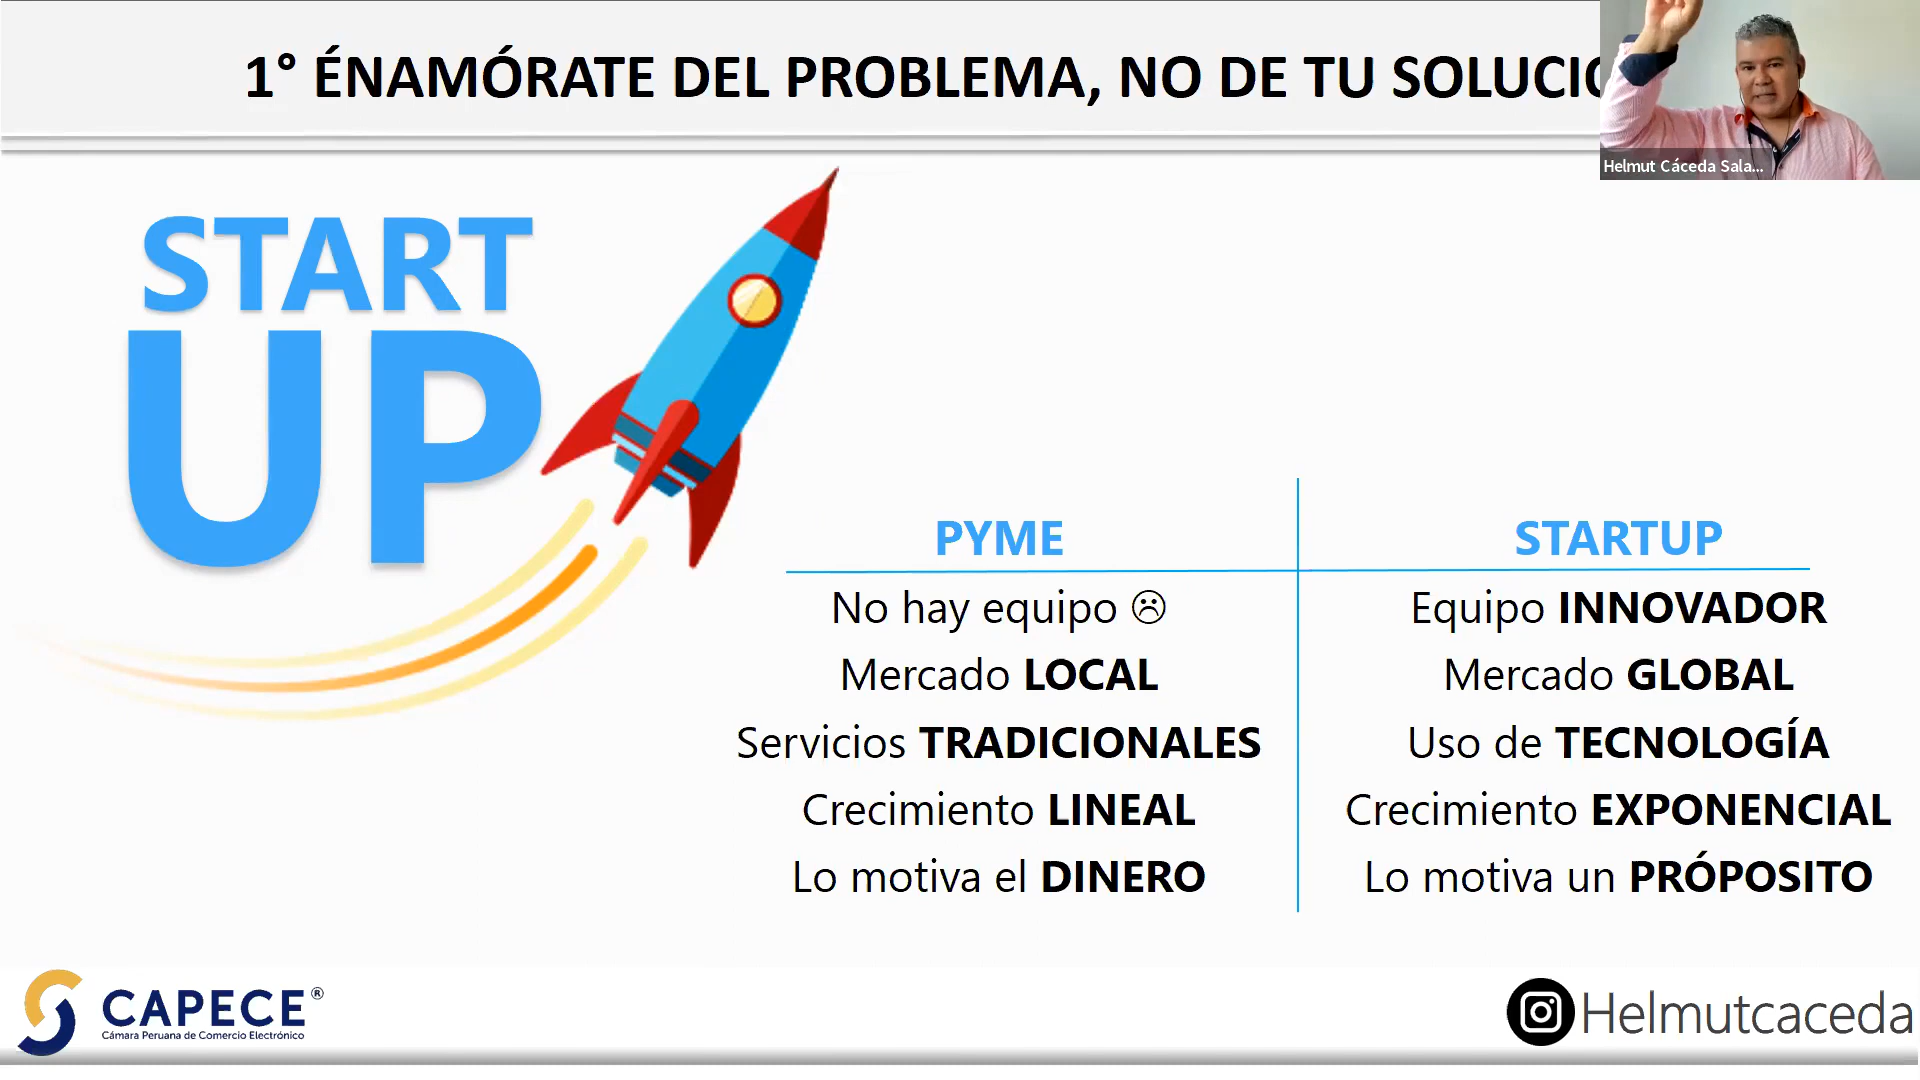 1° ÉNAMÓRATE DEL PROBLEMA, NO DE TU
Helmut Cáceda Sala...
START
UP
PYME
STARTUP
No hay equipo ☹
Equipo INNOVADOR
Mercado LOCAL
Mercado GLOBAL
Servicios TRADICIONALES
Uso de TECNOLOGÍA
Crecimiento LINEAL
Crecimiento EXPONENCIAL
Lo motiva el DINERO
Lo motiva un PRÓPOSITO
CAPECE®
Cámara Peruana de Comercio Electrónico
Helmutcaceda